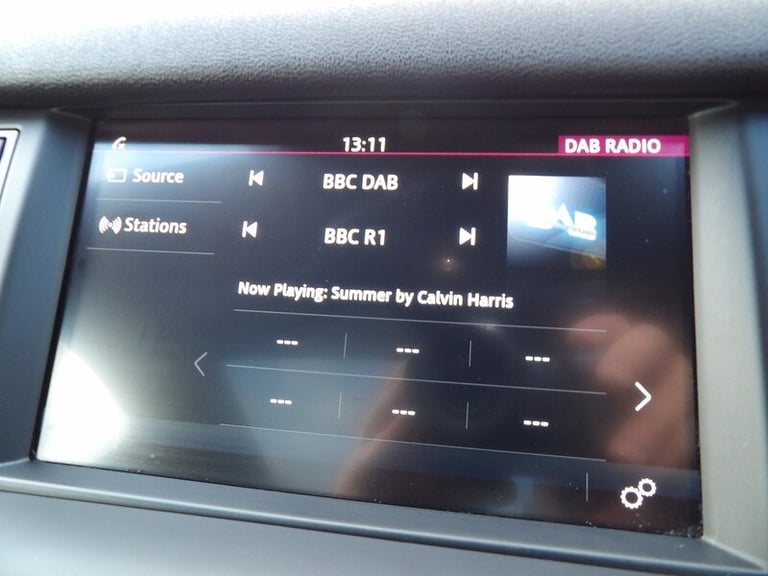 13:11 DAB RADIO
Source BBC DAB
Stations BBC R1
Now Playing: Summer by Calvin Harris
--- --- ---
--- --- ---